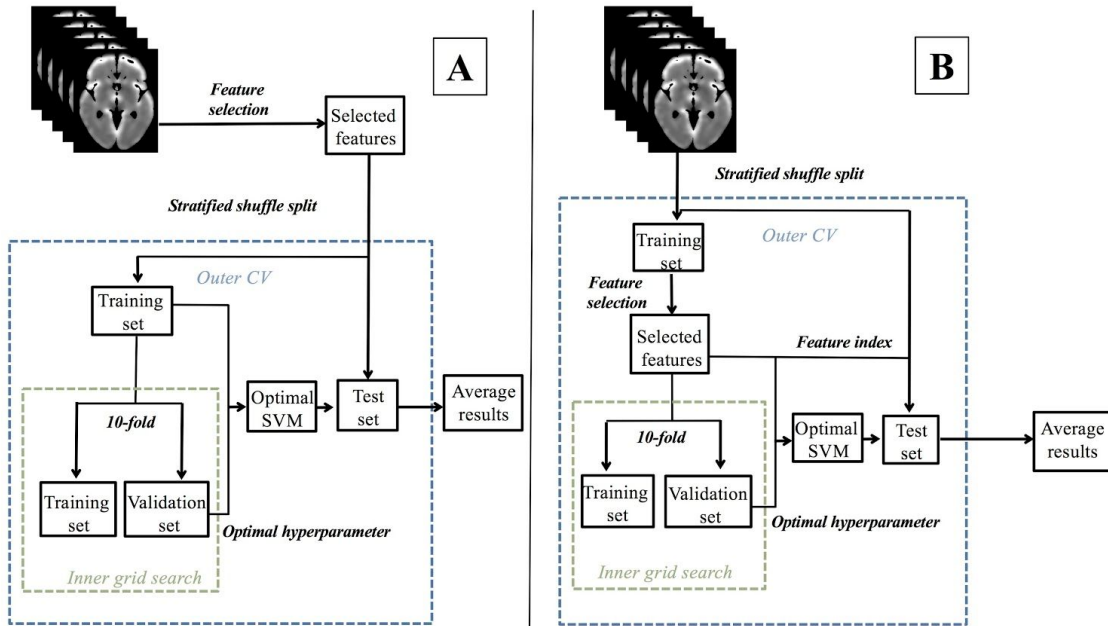 A
Feature
selection
Selected
features
Stratified shuffle split
Outer CV
Training
set
10-fold
Optimal
SVM
Test
set
Average
results
Training
set
Validation
set
Optimal hyperparameter
Inner grid search
B
Stratified shuffle split
Outer CV
Training
set
Feature
selection
Selected
features
Feature index
10-fold
Optimal
SVM
Test
set
Average
results
Training
set
Validation
set
Optimal hyperparameter
Inner grid search